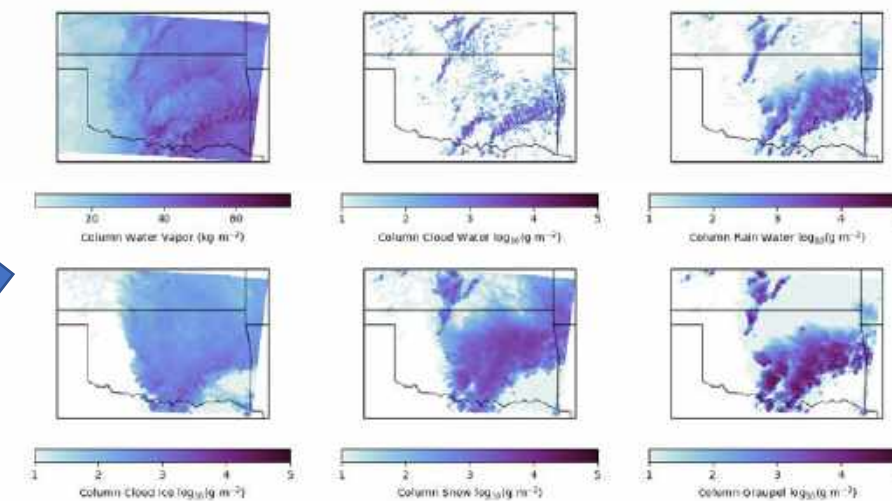 20 40 60
Column Water Vapor (kg m⁻²)
1 2 3 4 5
Column Cloud Water log₁₀(g m⁻²)
1 2 3 4
Column Rain Water log₁₀(g m⁻²)
1 2 3 4 5
Column Cloud Ice log₁₀(g m⁻²)
1 2 3 4 5
Column Snow log₁₀(g m⁻²)
1 2 3 4
Column Graupel log₁₀(g m⁻²)